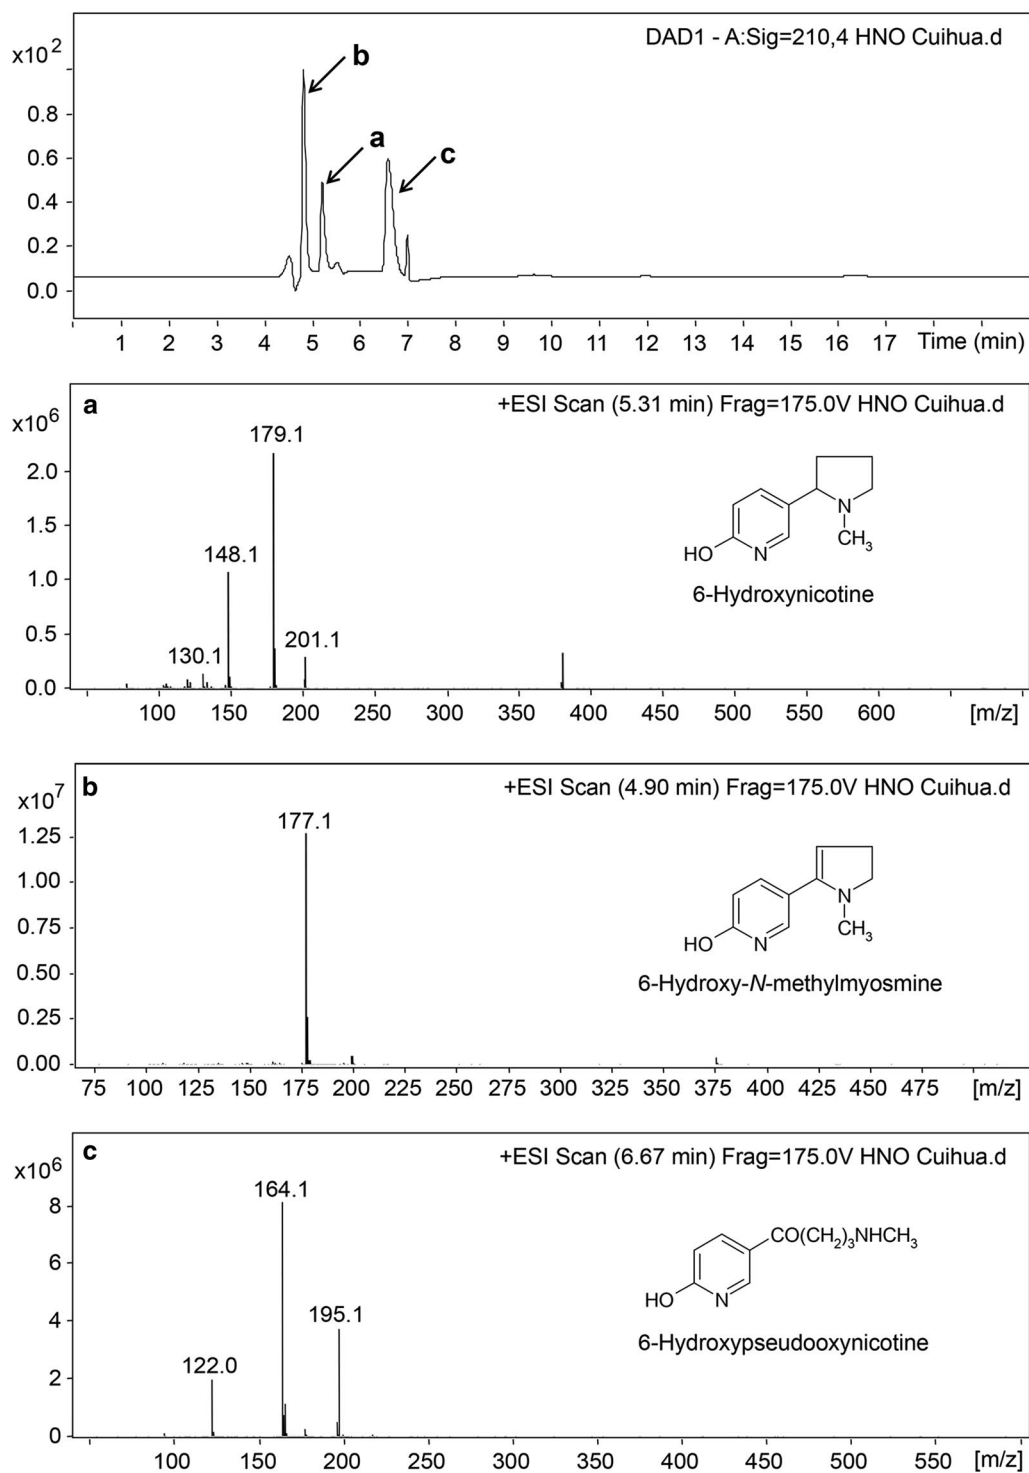 DAD1 - A:Sig=210,4 HNO Cuihua.d
x10²
b
a
c
0.8
0.6
0.4
0.2
0.0
1 2 3 4 5 6 7 8 9 10 11 12 13 14 15 16 17 Time (min)
a
+ESI Scan (5.31 min) Frag=175.0V HNO Cuihua.d
x10⁶
179.1
2.0
1.5
148.1
1.0
0.5
130.1
201.1
0.0
N
CH₃
HO
N
6-Hydroxynicotine
100 150 200 250 300 350 400 450 500 550 600 [m/z]
b
+ESI Scan (4.90 min) Frag=175.0V HNO Cuihua.d
x10⁷
177.1
1.25
1.00
0.75
0.50
0.25
0.00
N
CH₃
HO
N
6-Hydroxy-N-methylmyosmine
75 100 125 150 175 200 225 250 275 300 325 350 375 400 425 450 475 [m/z]
c
+ESI Scan (6.67 min) Frag=175.0V HNO Cuihua.d
x10⁶
164.1
8
6
4
195.1
2
122.0
0
CO(CH₂)₃NHCH₃
HO
N
6-Hydroxypseudooxynicotine
100 150 200 250 300 350 400 450 500 550 [m/z]